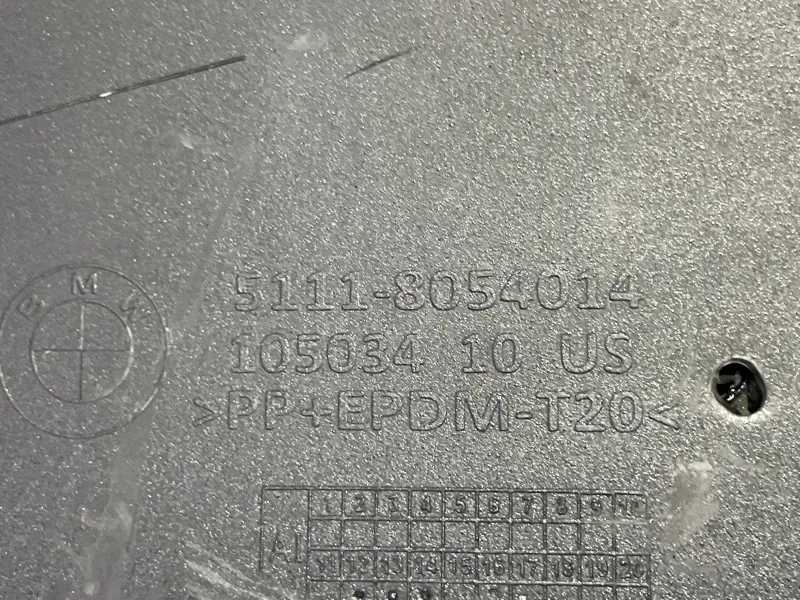 BMW
5111-8054014
105034 10 US
>PP+EPDM-T20<
1 2 3 4 5 6 7 8 9 10
AI
11 12 13 14 15 16 17 18 19 20